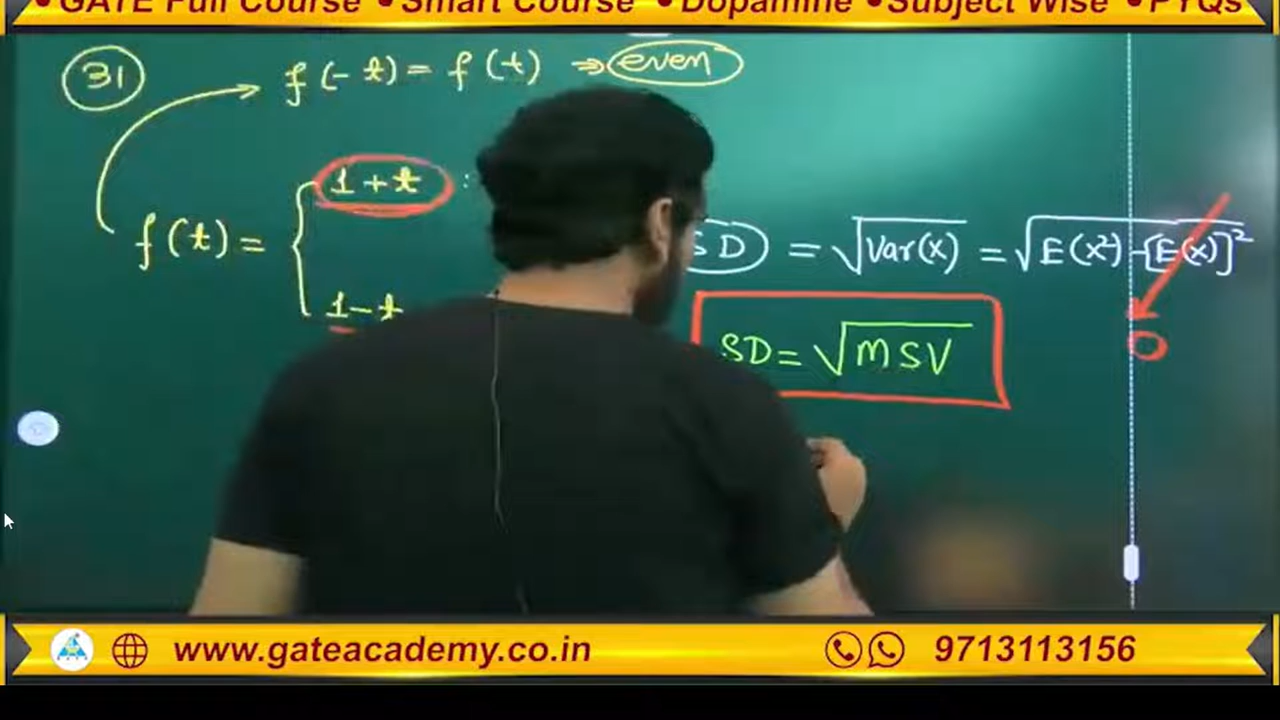 • GATE Full Course • Smart Course • Dopamine • Subject Wise • PYQs
31
f(-t) = f(t) ⇒ even
f(t) = { 1+t :
1-t
SD = √Var(x) = √E(x²) - [E(x)]²
SD = √MSV
0
www.gateacademy.co.in
9713113156